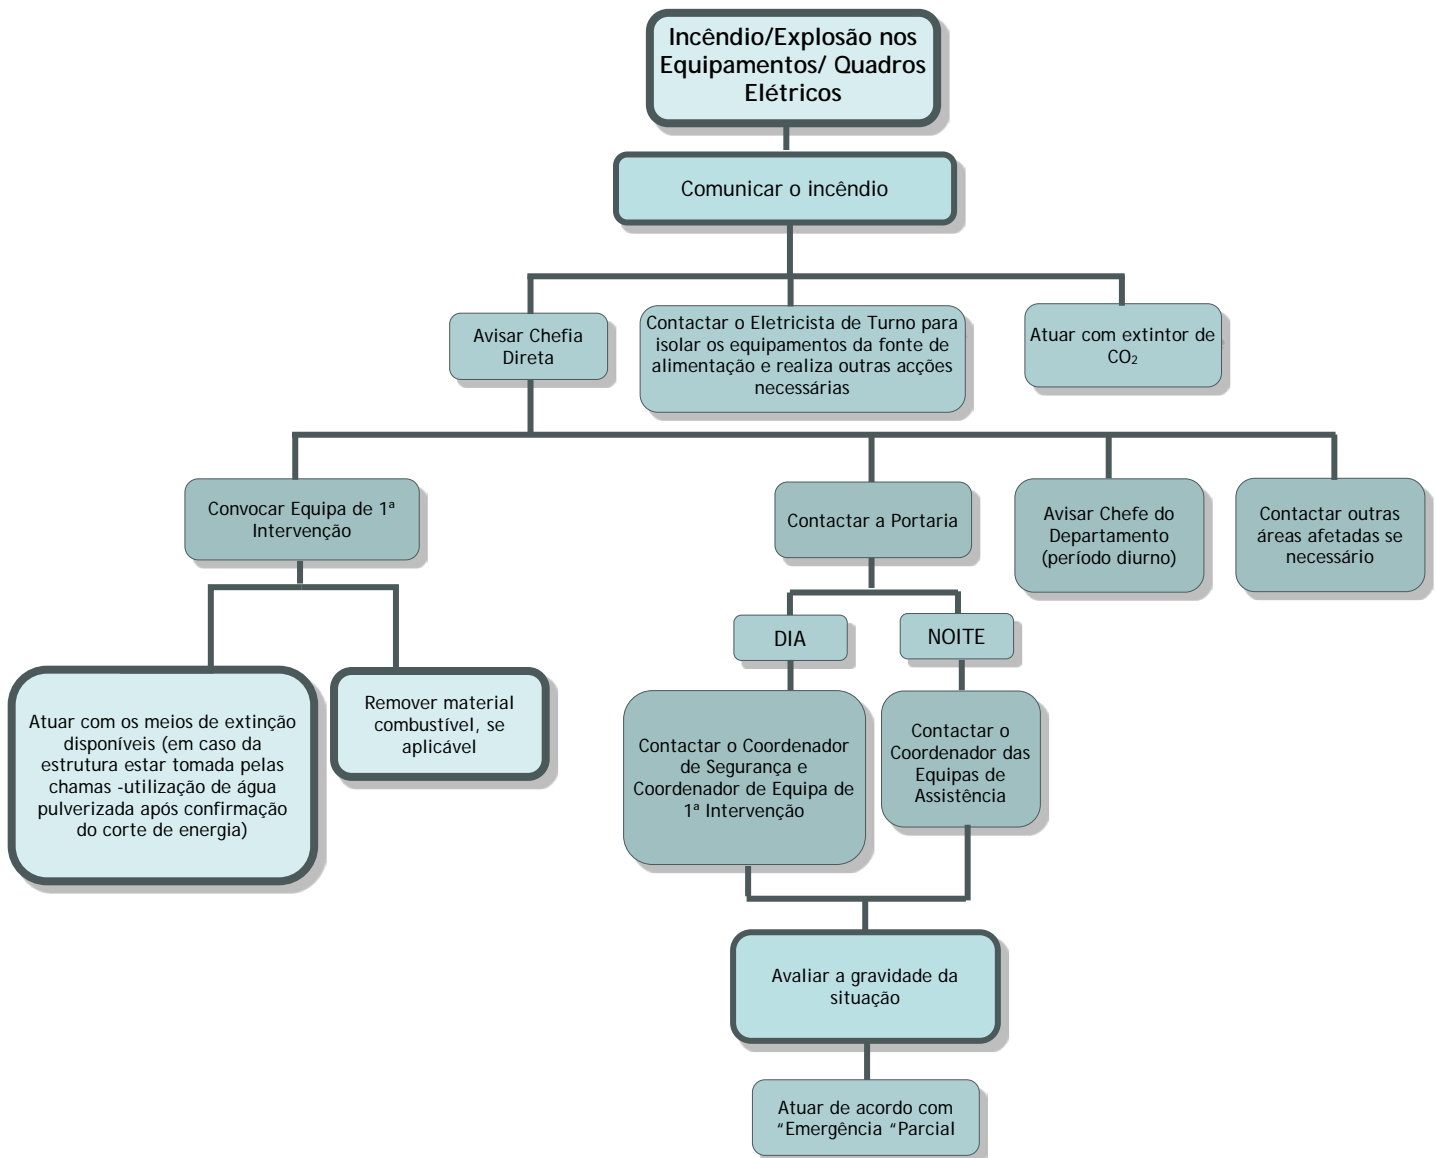 Incêndio/Explosão nos
Equipamentos/ Quadros
Elétricos
Comunicar o incêndio
Avisar Chefia
Direta
Contactar o Eletricista de Turno para
isolar os equipamentos da fonte de
alimentação e realiza outras acções
necessárias
Atuar com extintor de
CO₂
Convocar Equipa de 1ª
Intervenção
Contactar a Portaria
Avisar Chefe do
Departamento
(período diurno)
Contactar outras
áreas afetadas se
necessário
DIA
NOITE
Atuar com os meios de extinção
disponíveis (em caso da
estrutura estar tomada pelas
chamas -utilização de água
pulverizada após confirmação
do corte de energia)
Remover material
combustível, se
aplicável
Contactar o Coordenador
de Segurança e
Coordenador de Equipa de
1ª Intervenção
Contactar o
Coordenador das
Equipas de
Assistência
Avaliar a gravidade da
situação
Atuar de acordo com
“Emergência “Parcial